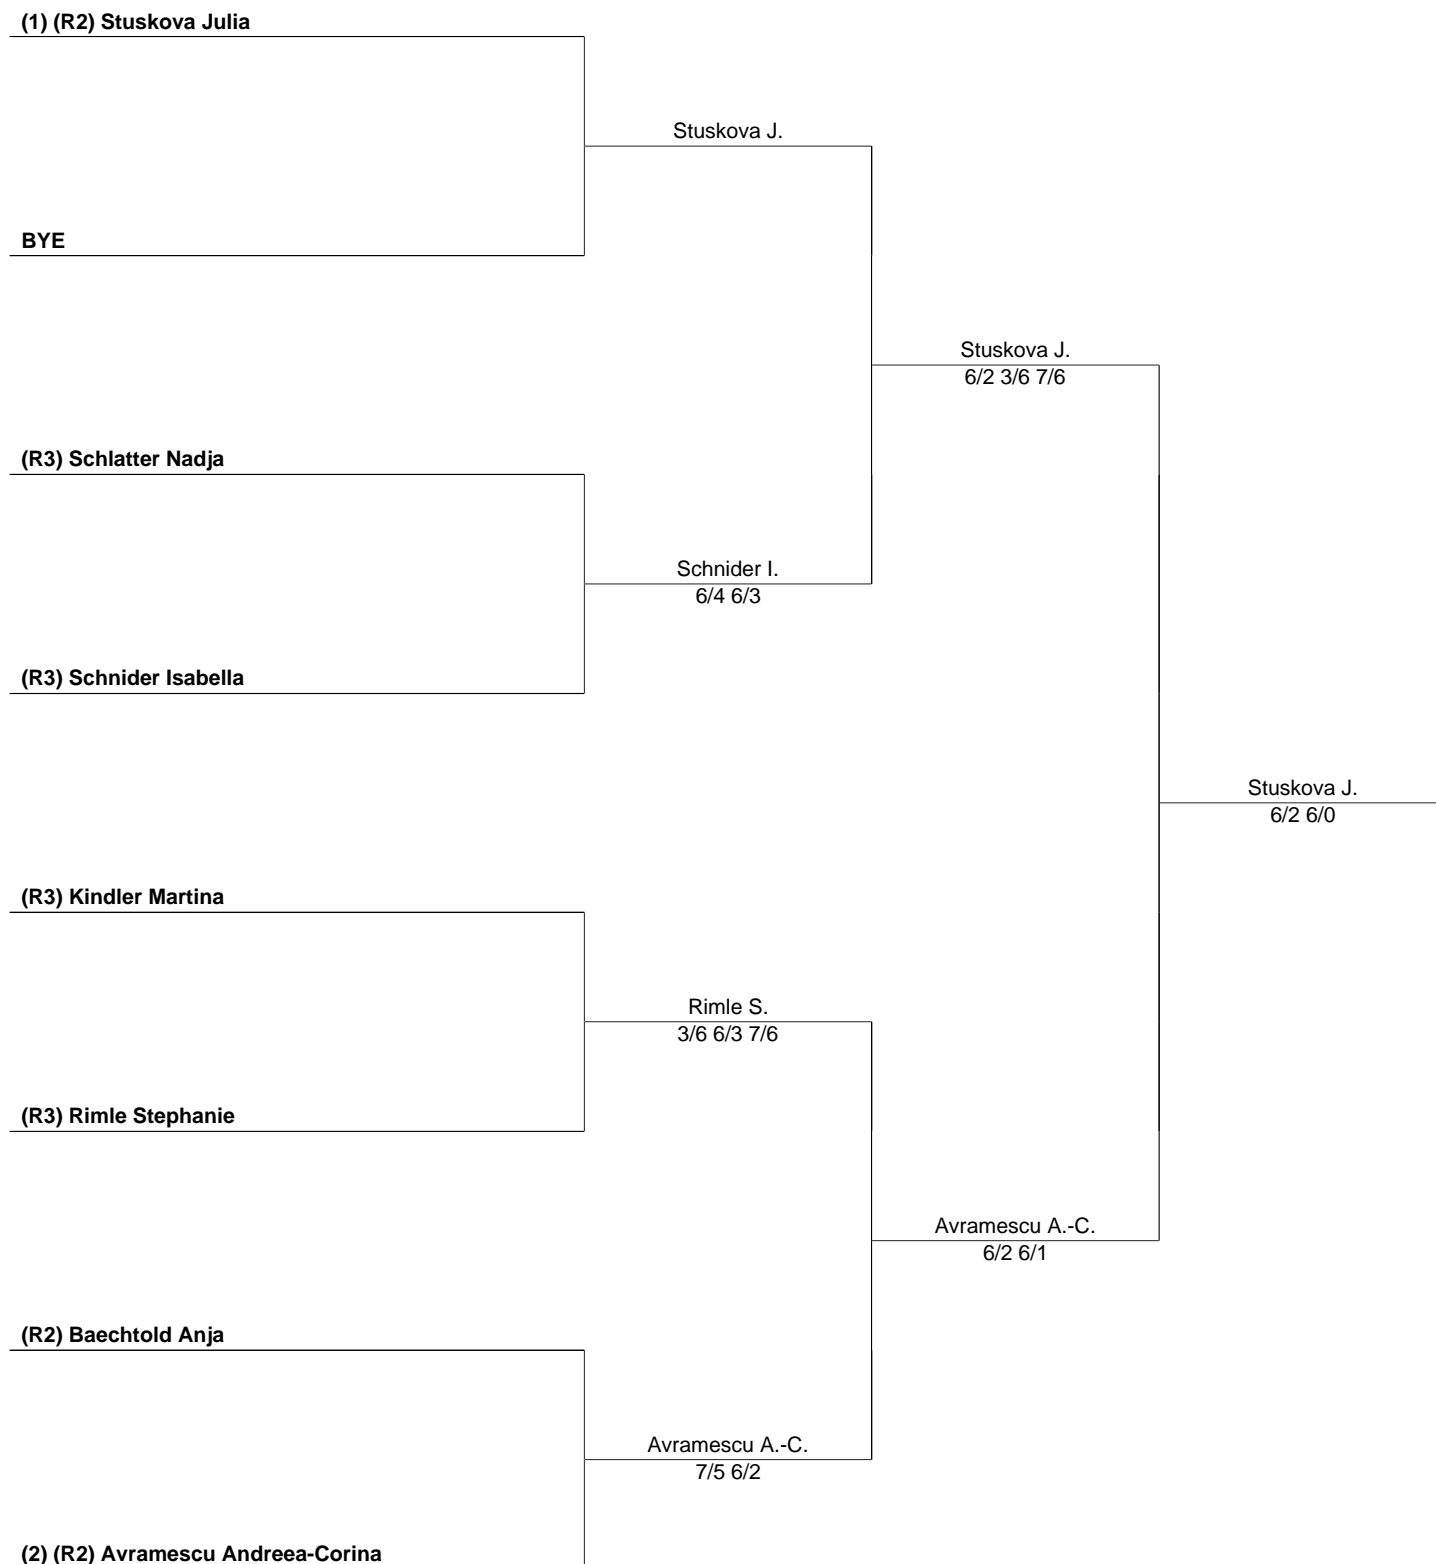 (1) (R2) Stuskova Julia
Stuskova J.
BYE
Stuskova J.
6/2 3/6 7/6
(R3) Schlatter Nadja
Schnider I.
6/4 6/3
(R3) Schnider Isabella
Stuskova J.
6/2 6/0
(R3) Kindler Martina
Rimle S.
3/6 6/3 7/6
(R3) Rimle Stephanie
Avramescu A.-C.
6/2 6/1
(R2) Baechtold Anja
Avramescu A.-C.
7/5 6/2
(2) (R2) Avramescu Andreea-Corina